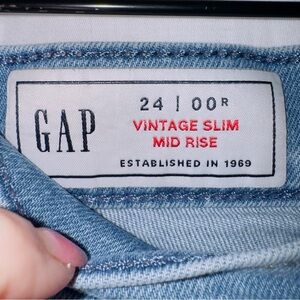 GAP
24 | 00R
VINTAGE SLIM
MID RISE
ESTABLISHED IN 1969